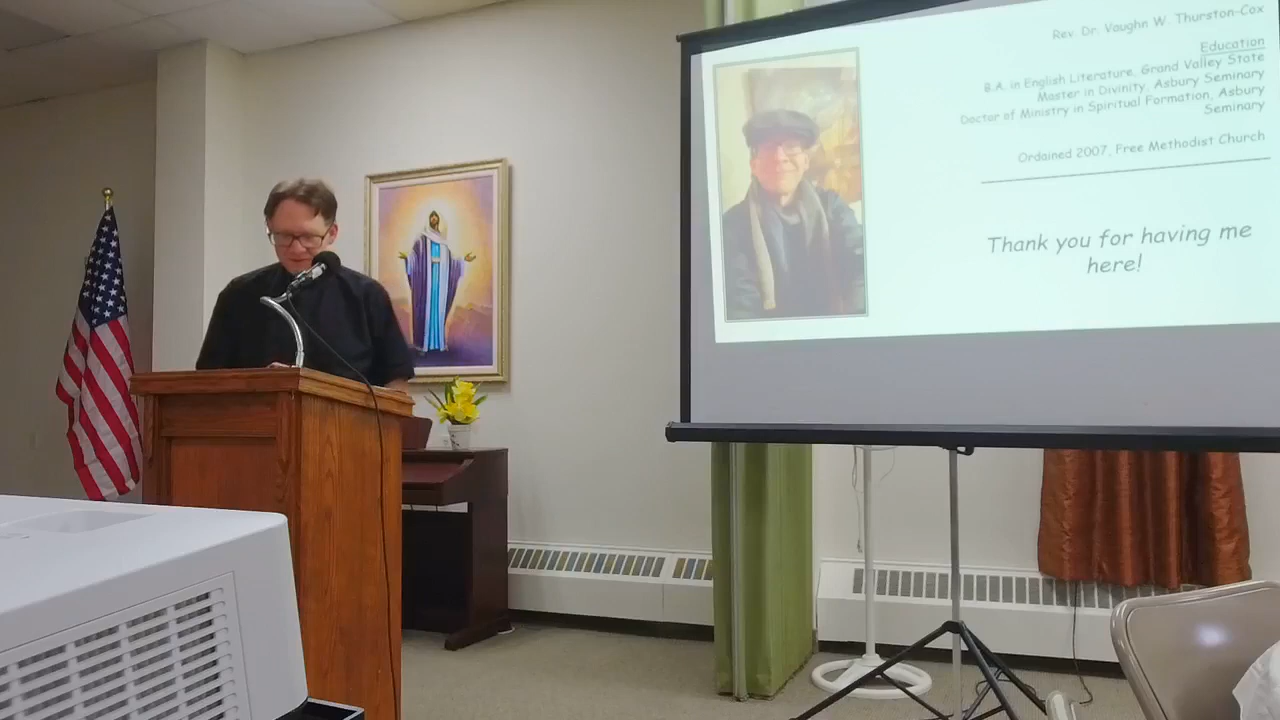 Rev. Dr. Vaughn W. Thurston-Cox
Education
B.A. in English Literature, Grand Valley State
Master in Divinity, Asbury Seminary
Doctor of Ministry in Spiritual Formation, Asbury
Seminary
Ordained 2007, Free Methodist Church
Thank you for having me
here!